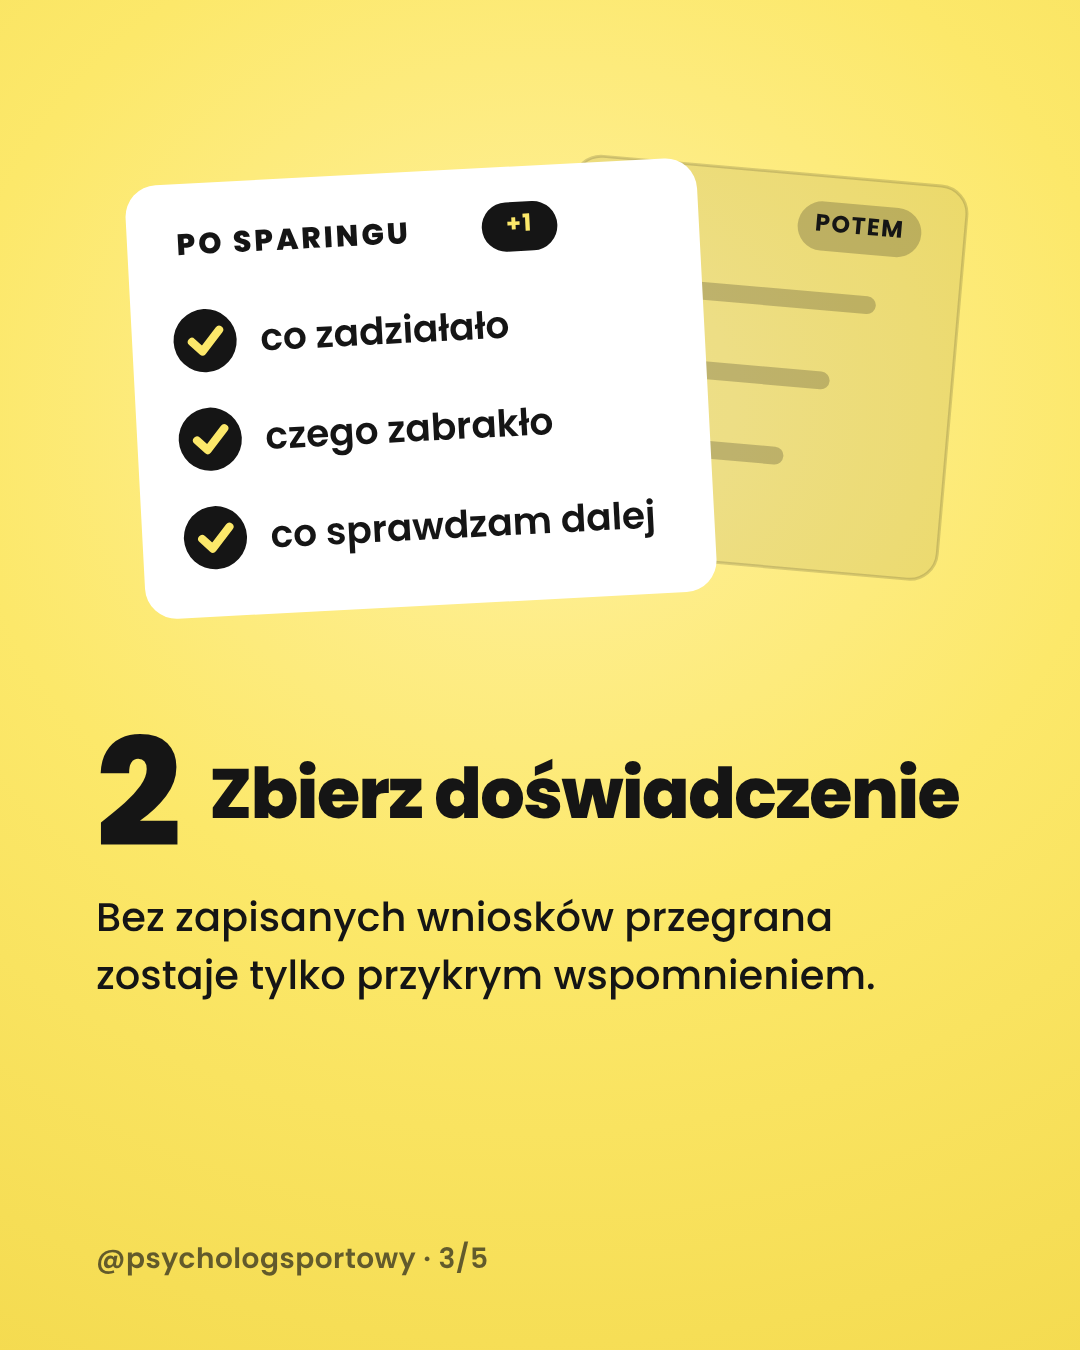 PO SPARINGU +1
co zadziałało
czego zabrakło
co sprawdzam dalej
POTEM
2 Zbierz doświadczenie
Bez zapisanych wniosków przegrana
zostaje tylko przykrym wspomnieniem.
@psychologsportowy · 3/5